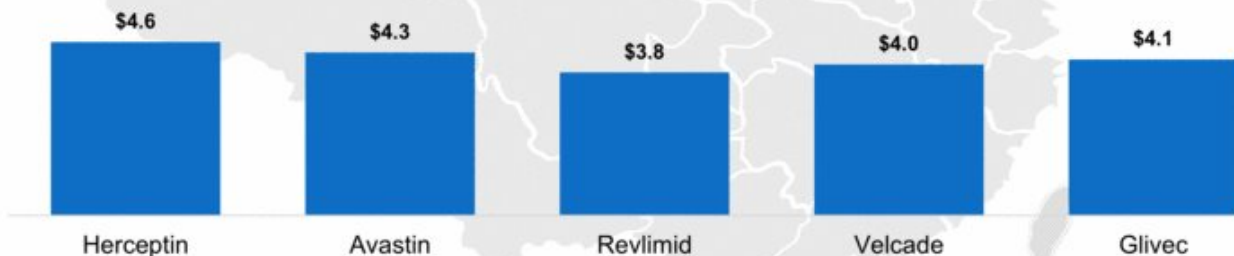 $4.6
$4.3
$3.8
$4.0
$4.1
Herceptin
Avastin
Revlimid
Velcade
Glivec